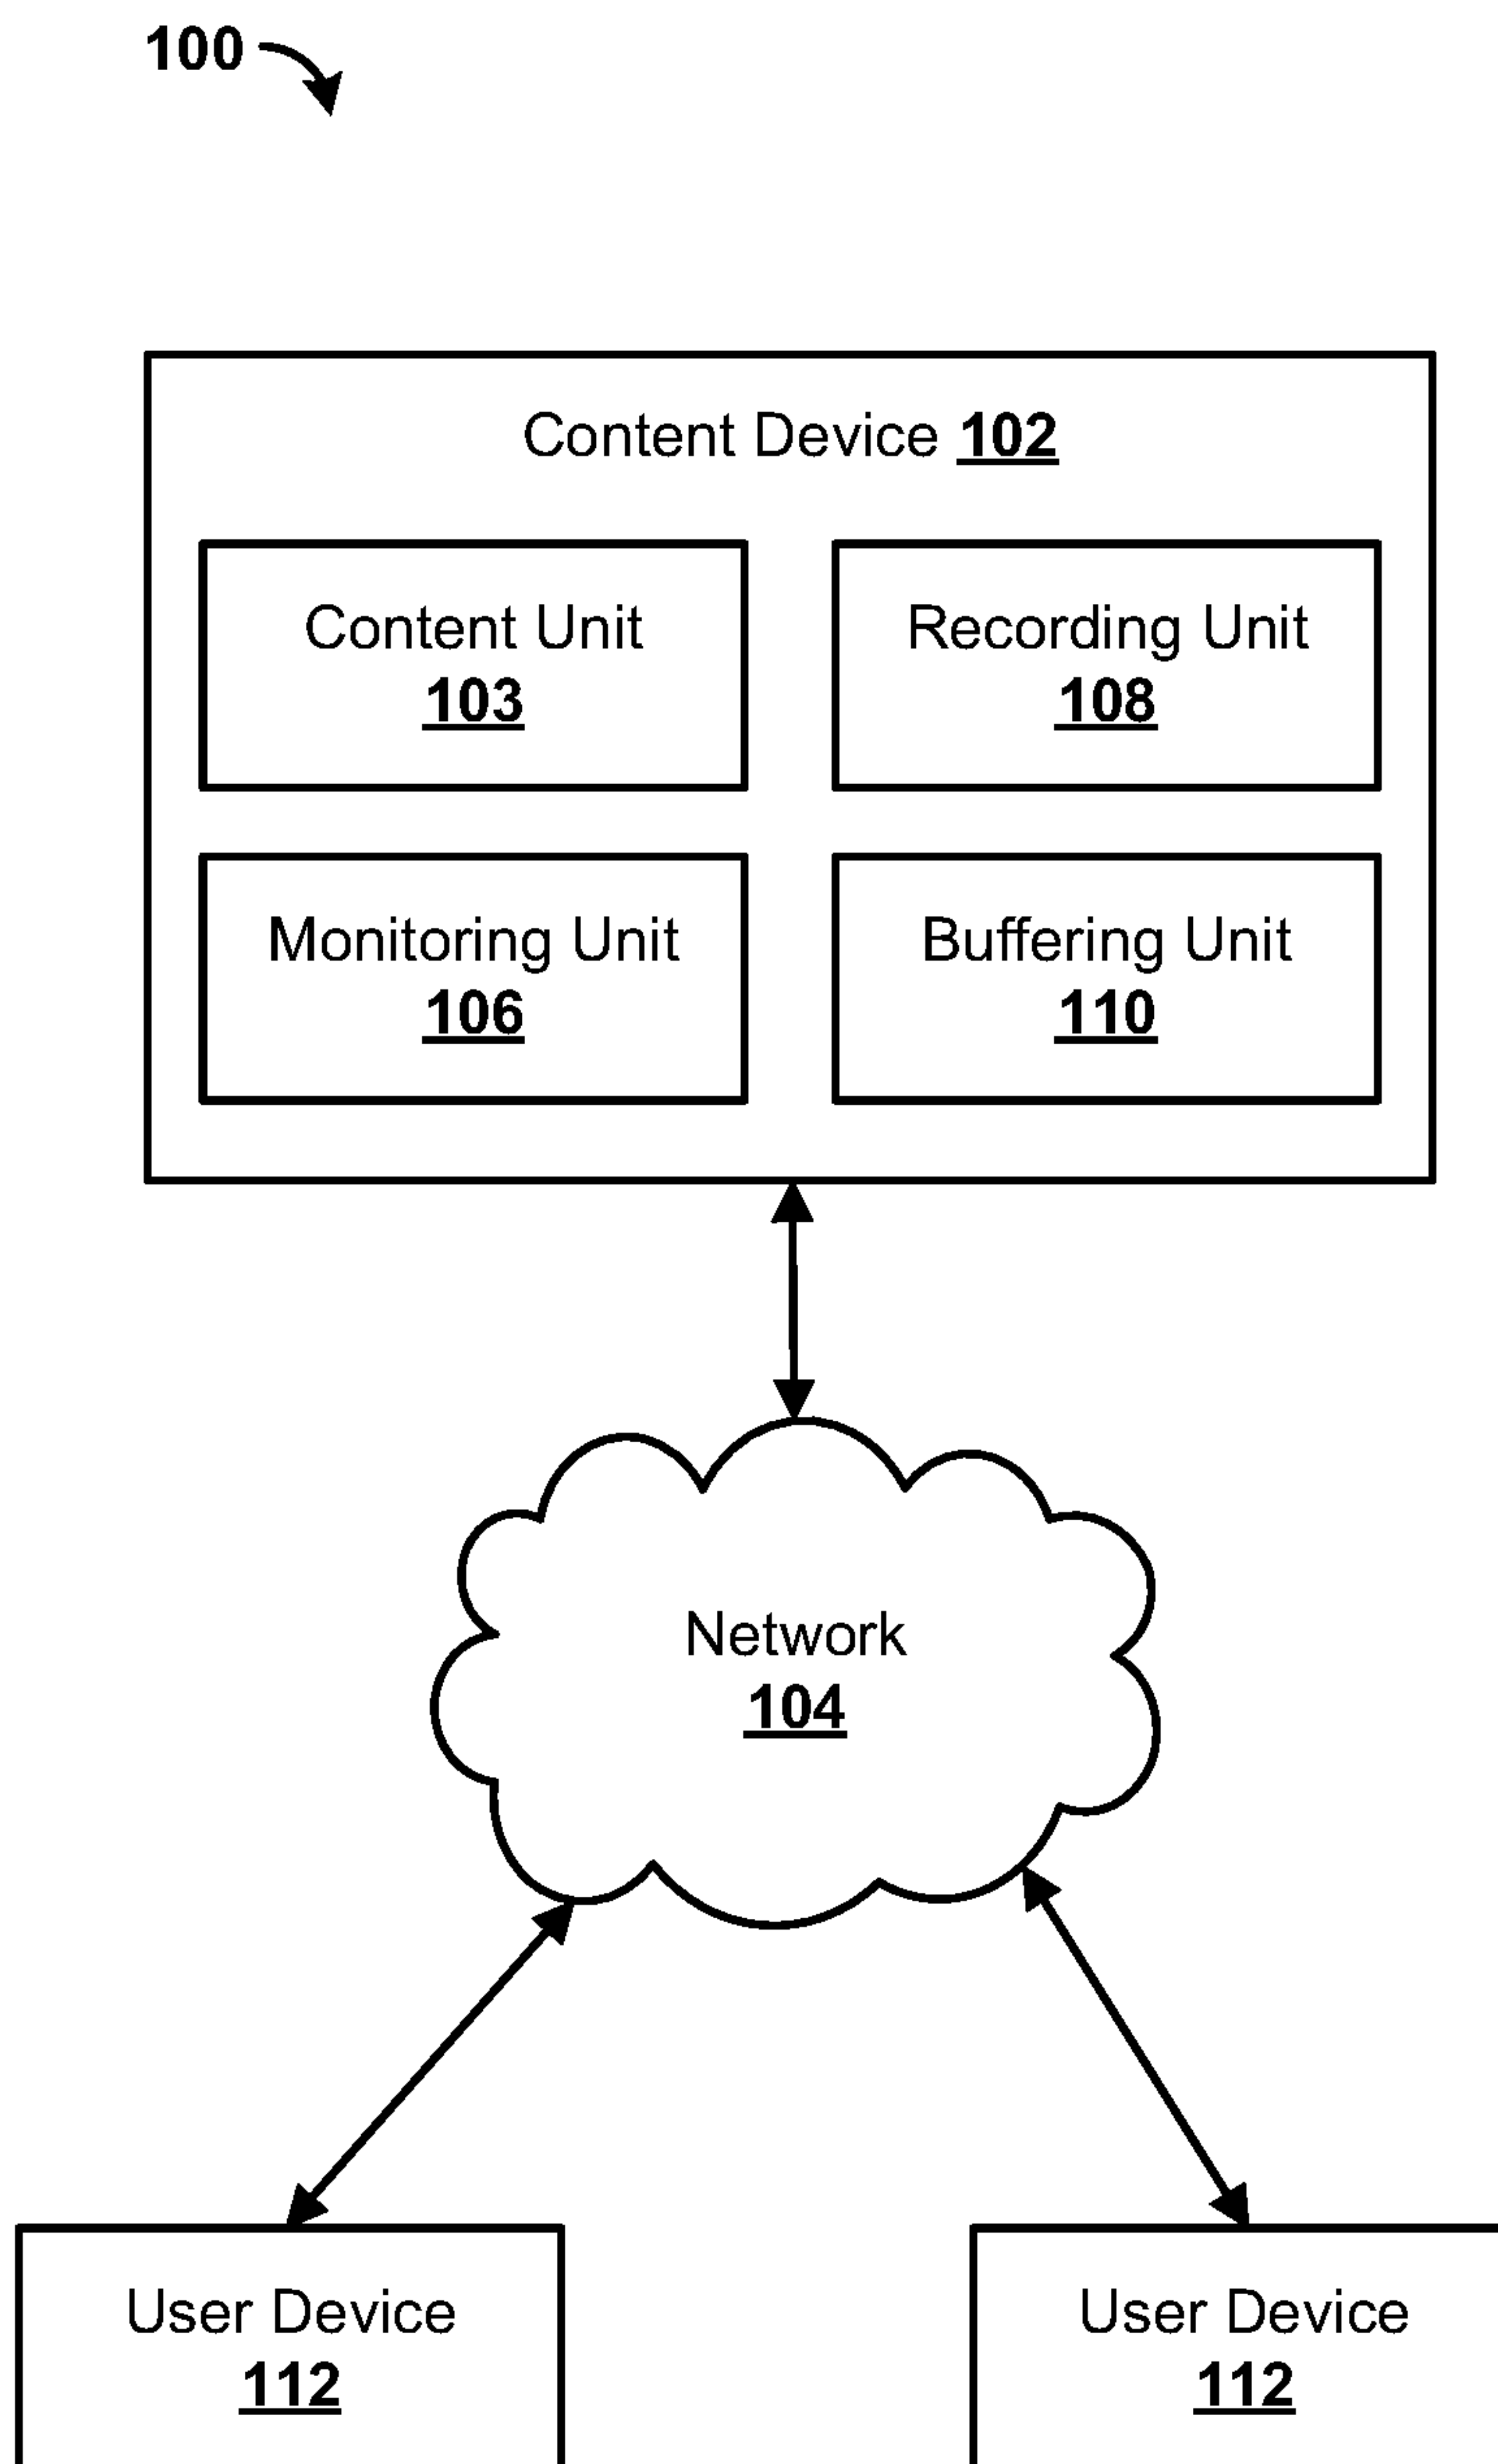 100
Content Device 102
Content Unit
103
Recording Unit
108
Monitoring Unit
106
Buffering Unit
110
Network
104
User Device
112
User Device
112